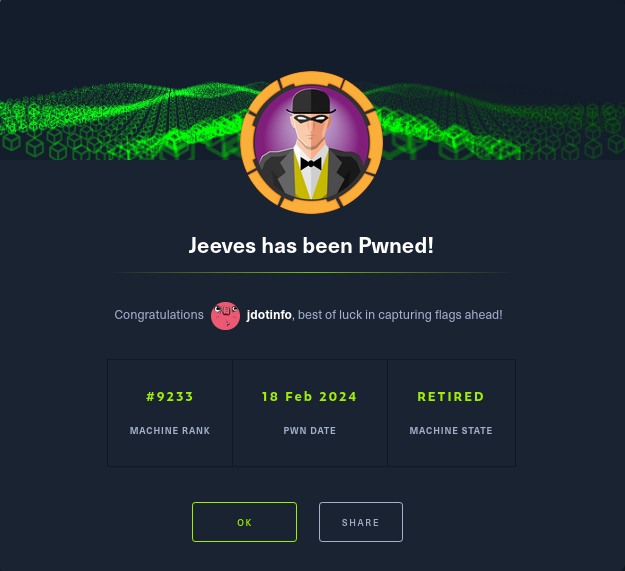 Jeeves has been Pwned!
Congratulations jdotinfo, best of luck in capturing flags ahead!
#9233 18 Feb 2024 RETIRED
MACHINE RANK PWN DATE MACHINE STATE
OK SHARE